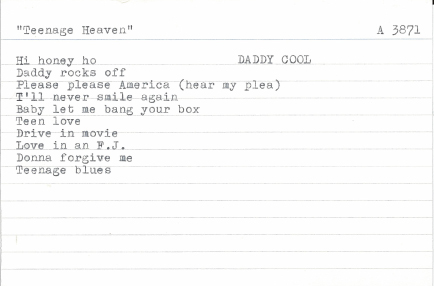 "Teenage Heaven" A 3871
Hi honey ho DADDY COOL
Daddy rocks off
Please please America (hear my plea)
I'll never smile again
Baby let me bang your box
Teen love
Drive in movie
Love in an F.J.
Donna forgive me
Teenage blues